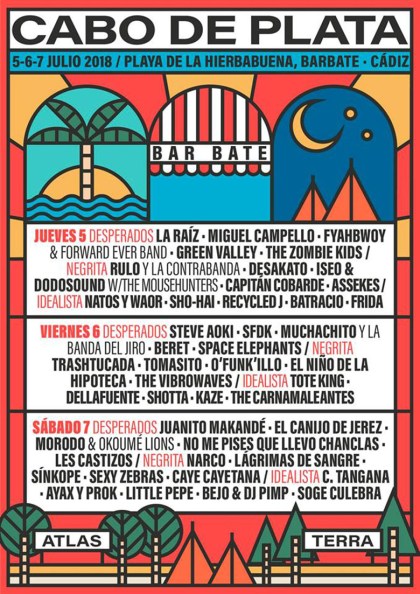 CABO DE PLATA
5-6-7 JULIO 2018 / PLAYA DE LA HIERBABUENA, BARBATE · CÁDIZ
BAR BATE
JUEVES 5 DESPERADOS LA RAÍZ · MIGUEL CAMPELLO · FYAHBWOY
& FORWARD EVER BAND · GREEN VALLEY · THE ZOMBIE KIDS /
NEGRITA RULO Y LA CONTRABANDA · DESAKATO · ISEO &
DODOSOUND W/THE MOUSEHUNTERS · CAPITÁN COBARDE · ASSEKES /
IDEALISTA NATOS Y WAOR · SHO-HAI · RECYCLED J · BATRACIO · FRIDA
VIERNES 6 DESPERADOS STEVE AOKI · SFDK · MUCHACHITO Y LA
BANDA DEL JIRO · BERET · SPACE ELEPHANTS / NEGRITA
TRASHTUCADA · TOMASITO · O'FUNK'ILLO · EL NIÑO DE LA
HIPOTECA · THE VIBROWAVES / IDEALISTA TOTE KING ·
DELLAFUENTE · SHOTTA · KAZE · THE CARNAMALEANTES
SÁBADO 7 DESPERADOS JUANITO MAKANDÉ · EL CANIJO DE JEREZ ·
MORODO & OKOUMÉ LIONS · NO ME PISES QUE LLEVO CHANCLAS ·
LES CASTIZOS / NEGRITA NARCO · LÁGRIMAS DE SANGRE ·
SÍNKOPE · SEXY ZEBRAS · CAYE CAYETANA / IDEALISTA C. TANGANA
· AYAX Y PROK · LITTLE PEPE · BEJO & DJ PIMP · SOGE CULEBRA
ATLAS
TERRA